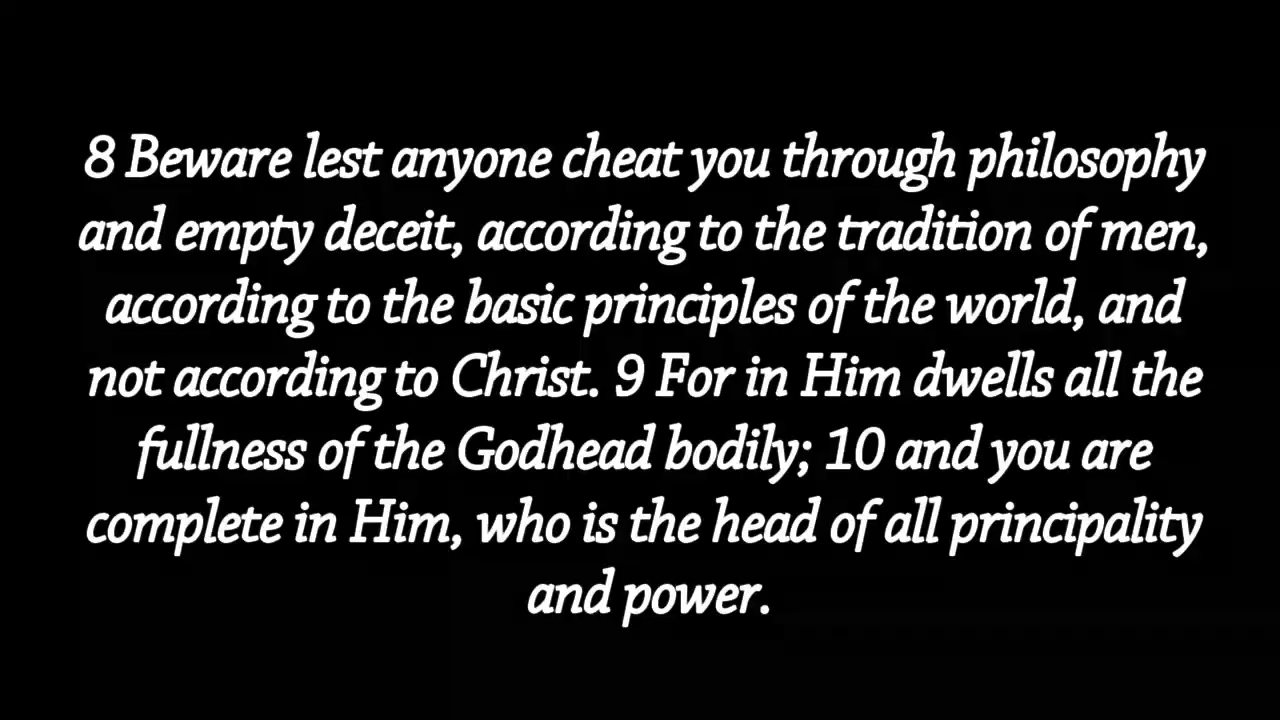 8 Beware lest anyone cheat you through philosophy
and empty deceit, according to the tradition of men,
according to the basic principles of the world, and
not according to Christ. 9 For in Him dwells all the
fullness of the Godhead bodily; 10 and you are
complete in Him, who is the head of all principality
and power.